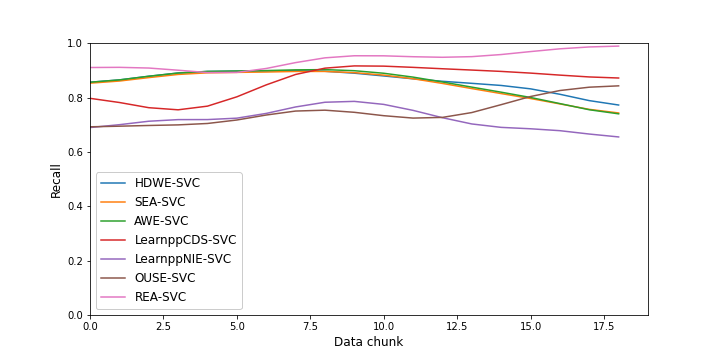 1.0
0.8
0.6
0.4
0.2
0.0
Recall
HDWE-SVC
SEA-SVC
AWE-SVC
LearnppCDS-SVC
LearnppNIE-SVC
OUSE-SVC
REA-SVC
0.0 2.5 5.0 7.5 10.0 12.5 15.0 17.5
Data chunk